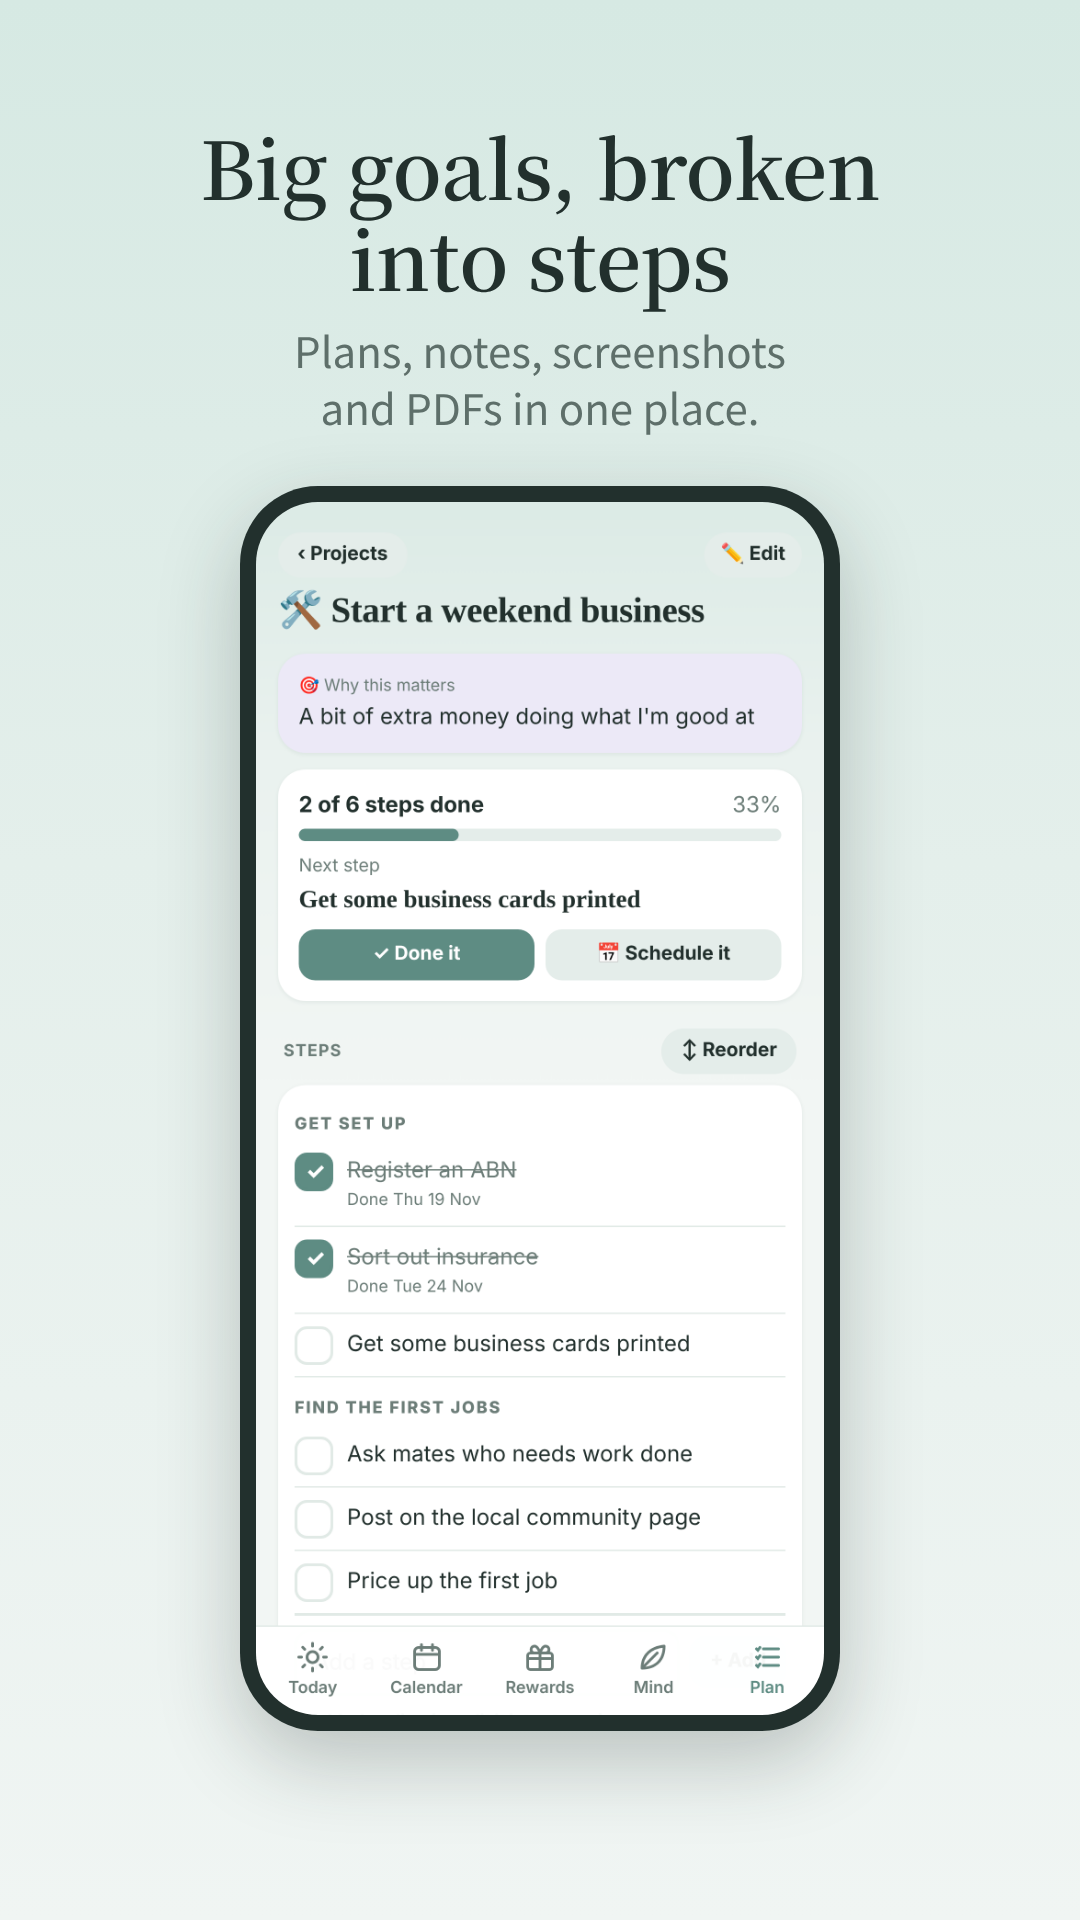 Big goals, broken
into steps
Plans, notes, screenshots
and PDFs in one place.
‹ Projects
✏️ Edit
🛠️ Start a weekend business
🎯 Why this matters
A bit of extra money doing what I'm good at
2 of 6 steps done
33%
Next step
Get some business cards printed
✓ Done it
📅 Schedule it
STEPS
↕ Reorder
GET SET UP
Register an ABN
Done Thu 19 Nov
Sort out insurance
Done Tue 24 Nov
Get some business cards printed
FIND THE FIRST JOBS
Ask mates who needs work done
Post on the local community page
Price up the first job
Today
Calendar
Rewards
Mind
Plan